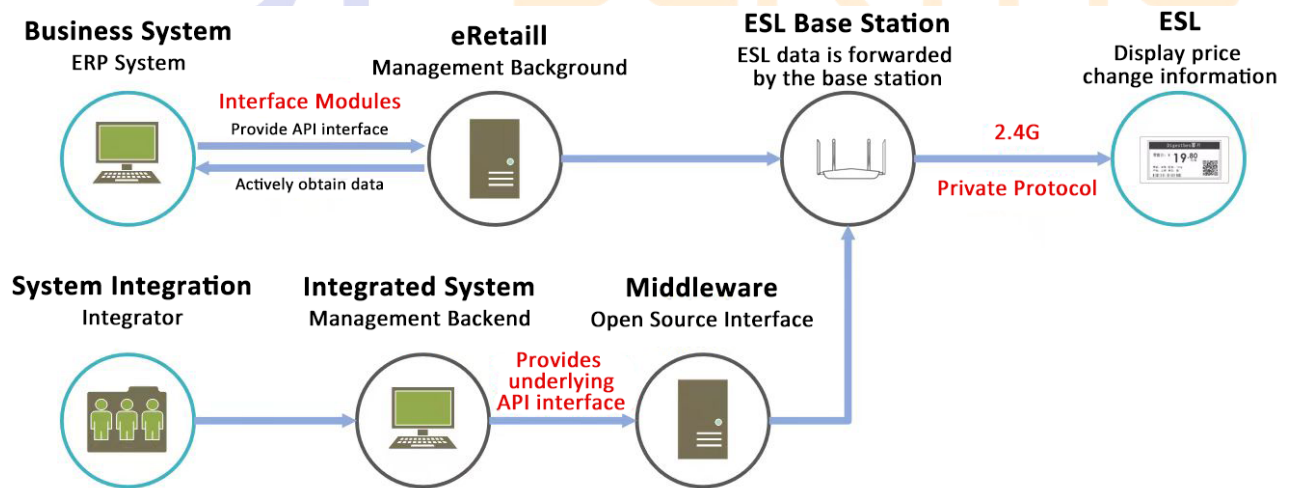 Business System
ERP System
eRetaill
Management Background
ESL Base Station
ESL data is forwarded
by the base station
ESL
Display price
change information
Interface Modules
Provide API interface
Actively obtain data
2.4G
Private Protocol
19.80
System Integration
Integrator
Integrated System
Management Backend
Middleware
Open Source Interface
Provides
underlying
API interface